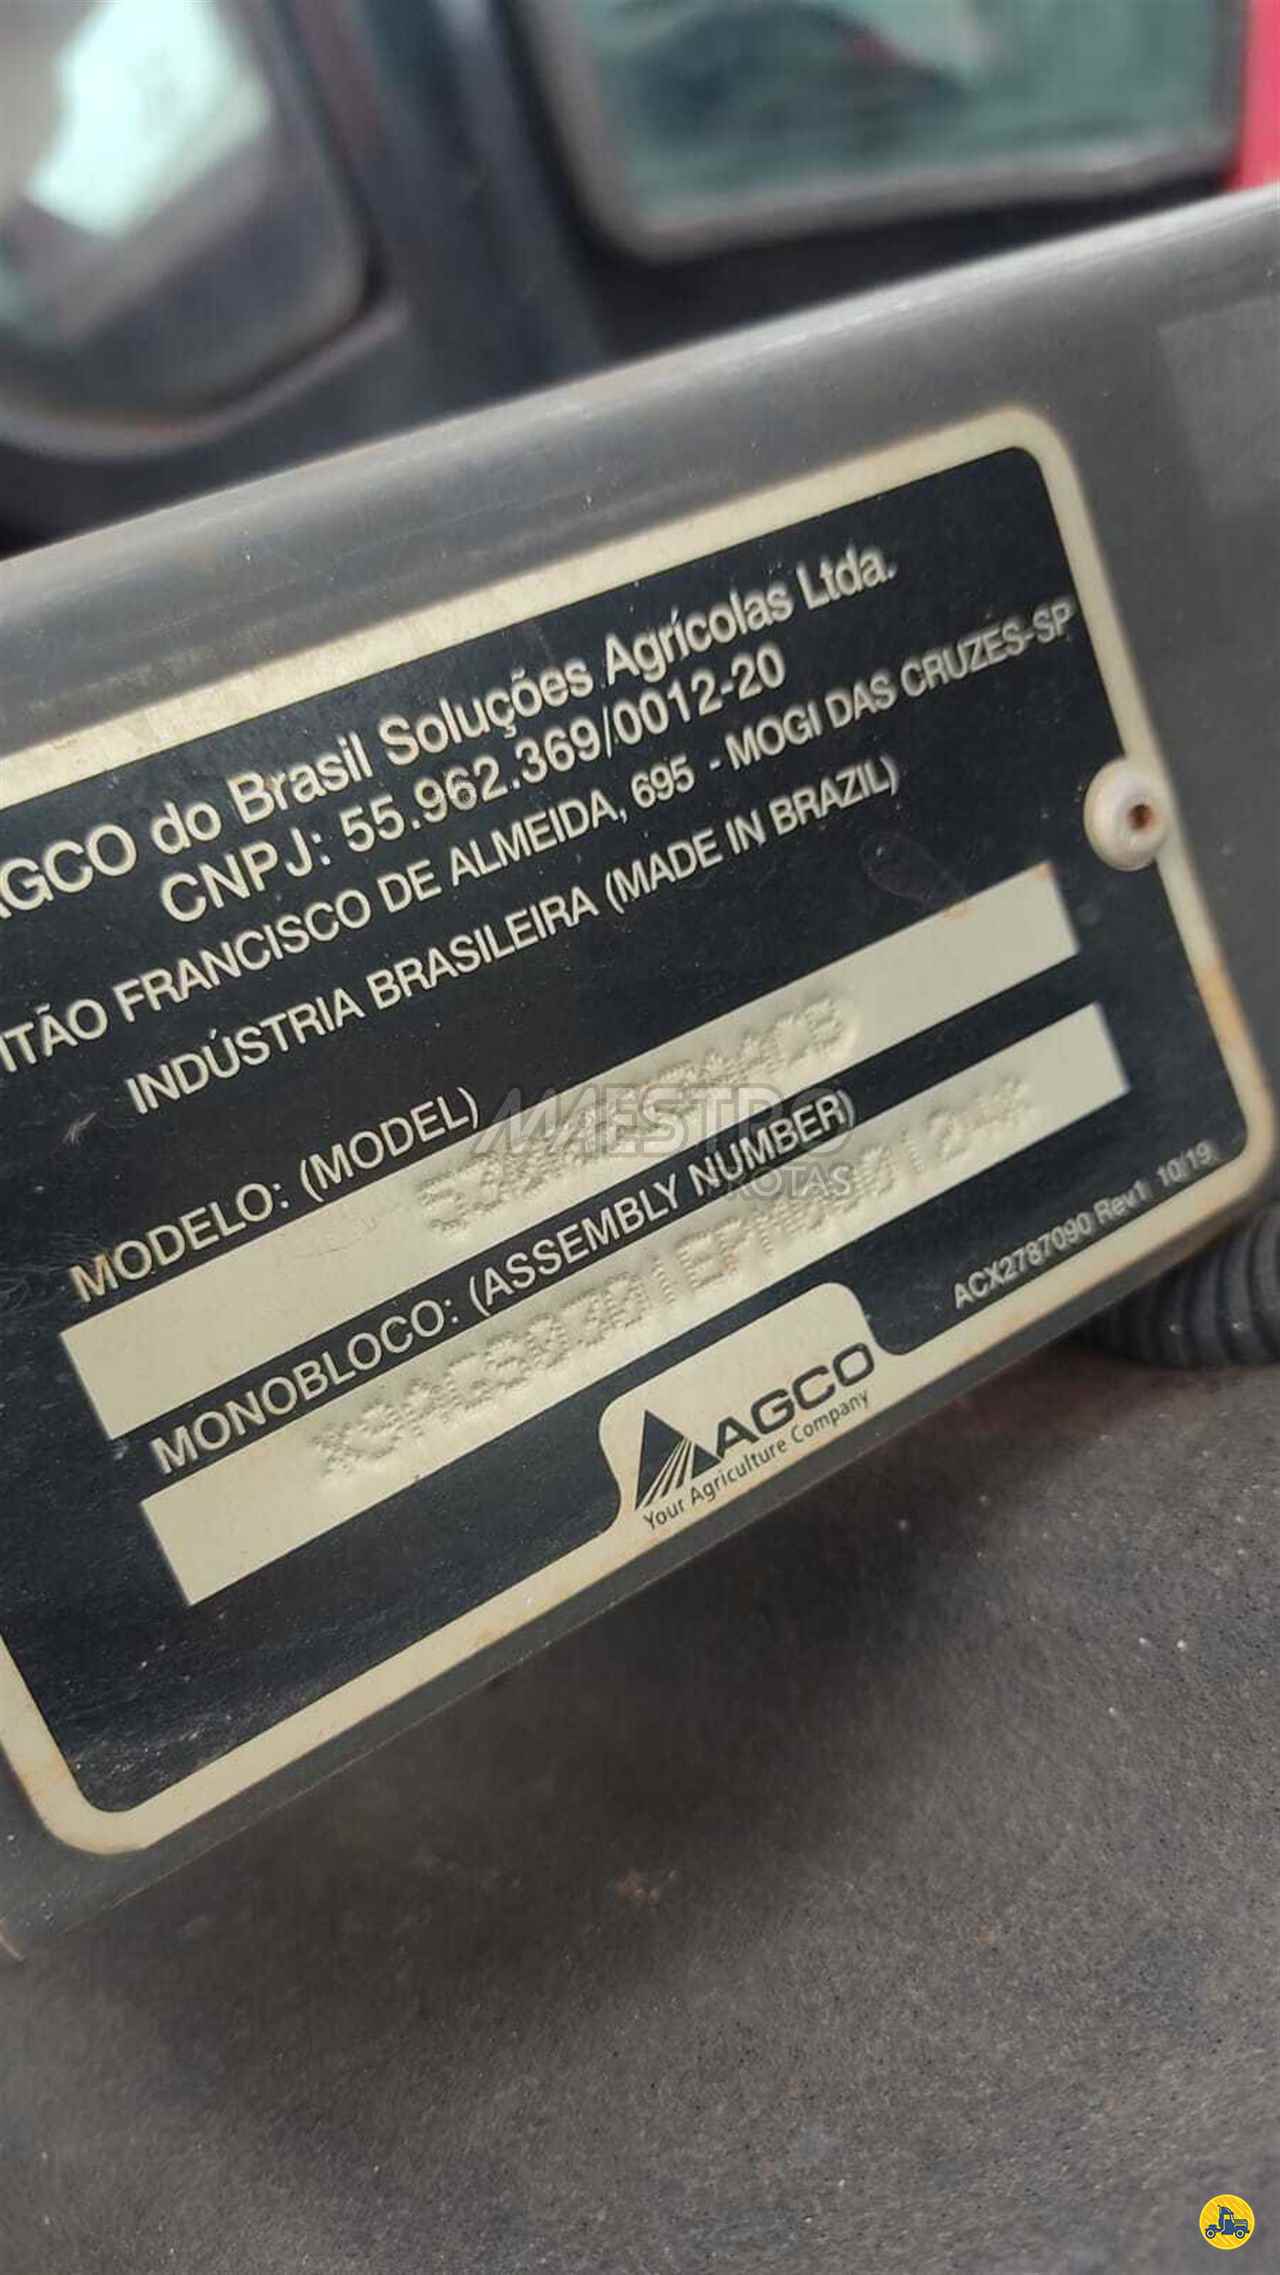 AGCO do Brasil Soluções Agrícolas Ltda.
CNPJ: 55.962.369/0012-20
ITÃO FRANCISCO DE ALMEIDA, 695 - MOGI DAS CRUZES-SP
INDÚSTRIA BRASILEIRA (MADE IN BRAZIL)
MODELO: (MODEL)
MAESTRO
FROTAS
MONOBLOCO: (ASSEMBLY NUMBER)
ACX2787090 Rev1 10/19
AGCO
Your Agriculture Company